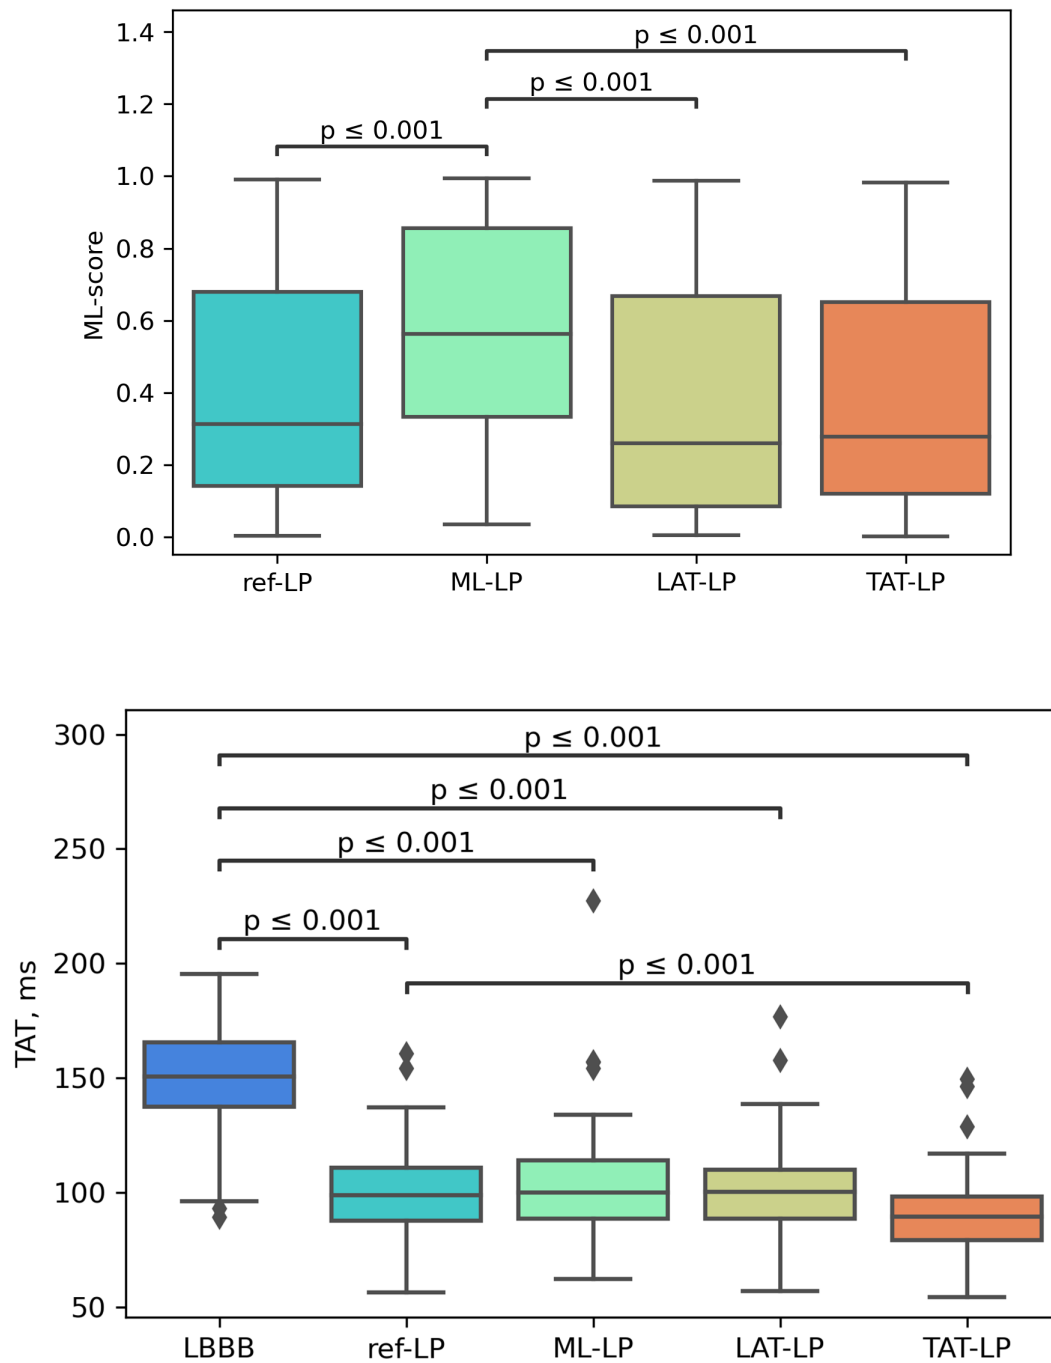 1.4
p ≤ 0.001
1.2
p ≤ 0.001
p ≤ 0.001
1.0
0.8
0.6
0.4
0.2
0.0
ML-score
ref-LP ML-LP LAT-LP TAT-LP
300
p ≤ 0.001
p ≤ 0.001
250
p ≤ 0.001
p ≤ 0.001
200
p ≤ 0.001
150
100
50
TAT, ms
LBBB ref-LP ML-LP LAT-LP TAT-LP